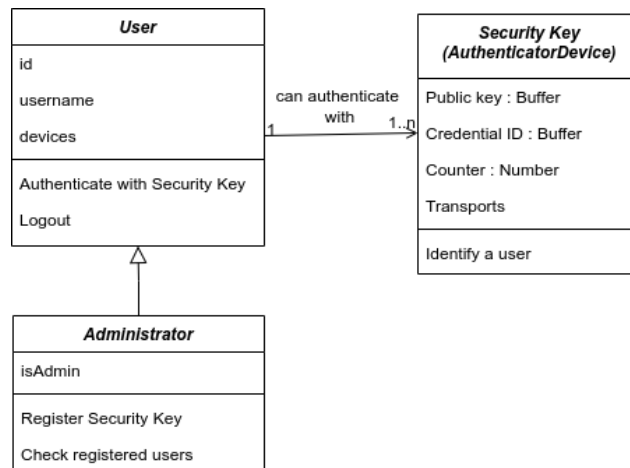 User
id
username
devices
Authenticate with Security Key
Logout
can authenticate
with
1
1..n
Security Key
(AuthenticatorDevice)
Public key : Buffer
Credential ID : Buffer
Counter : Number
Transports
Identify a user
Administrator
isAdmin
Register Security Key
Check registered users